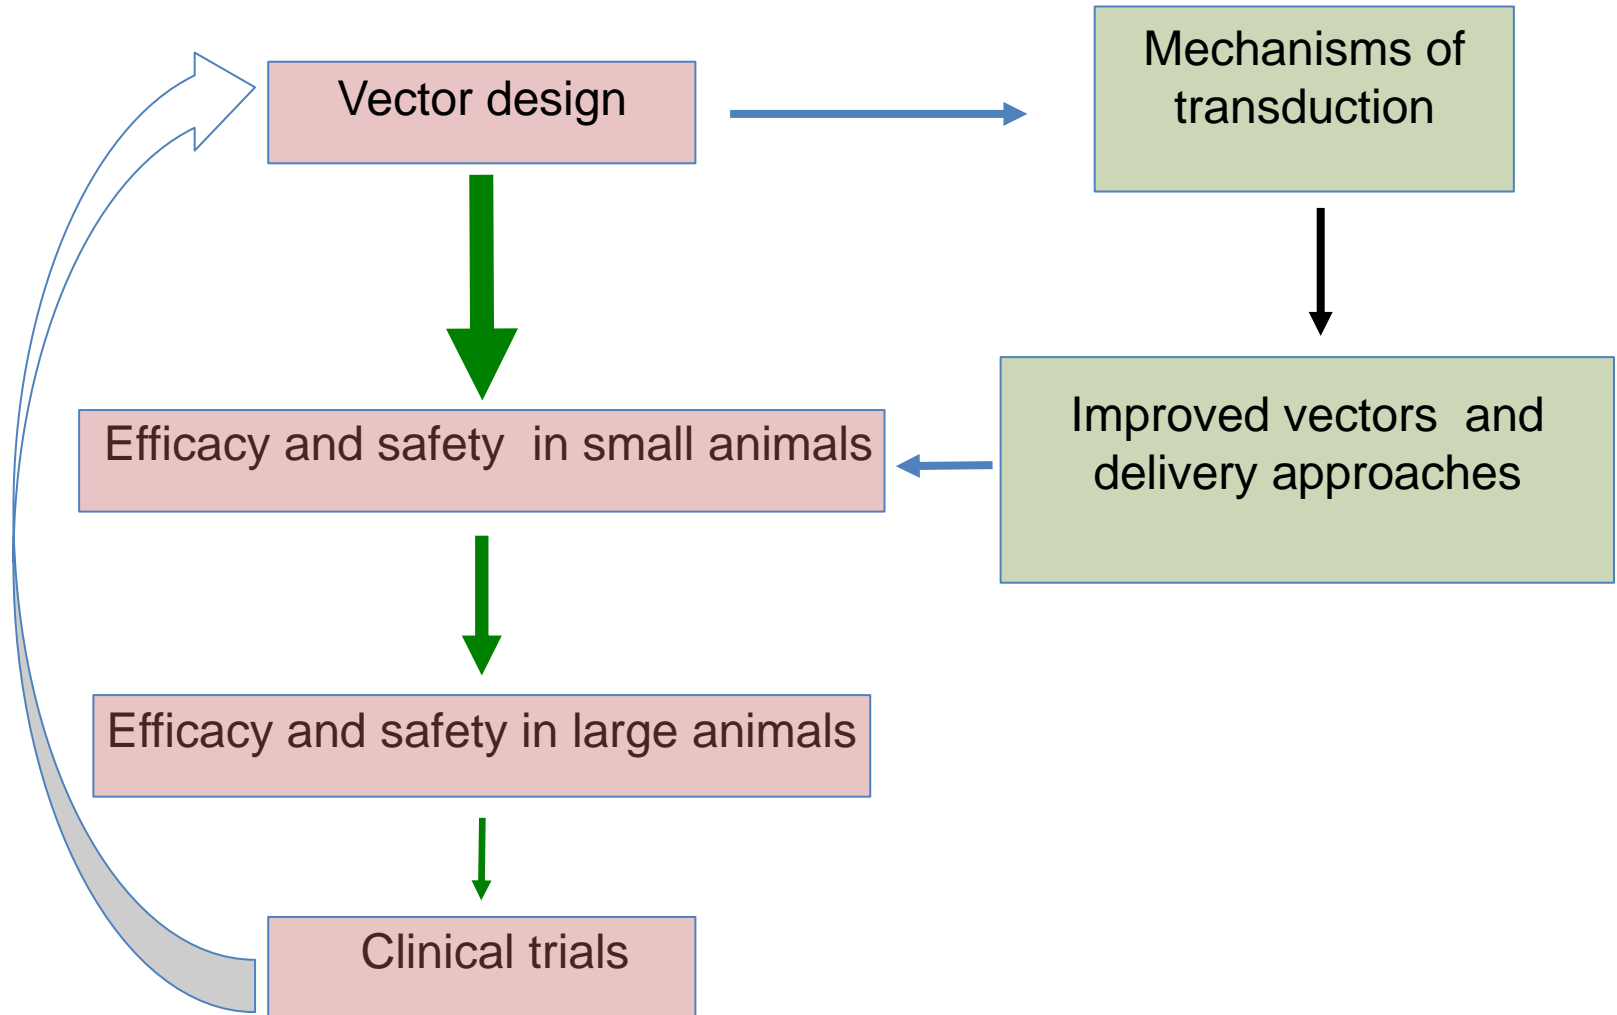 Vector design
Mechanisms of
transduction
Efficacy and safety in small animals
Improved vectors and
delivery approaches
Efficacy and safety in large animals
Clinical trials